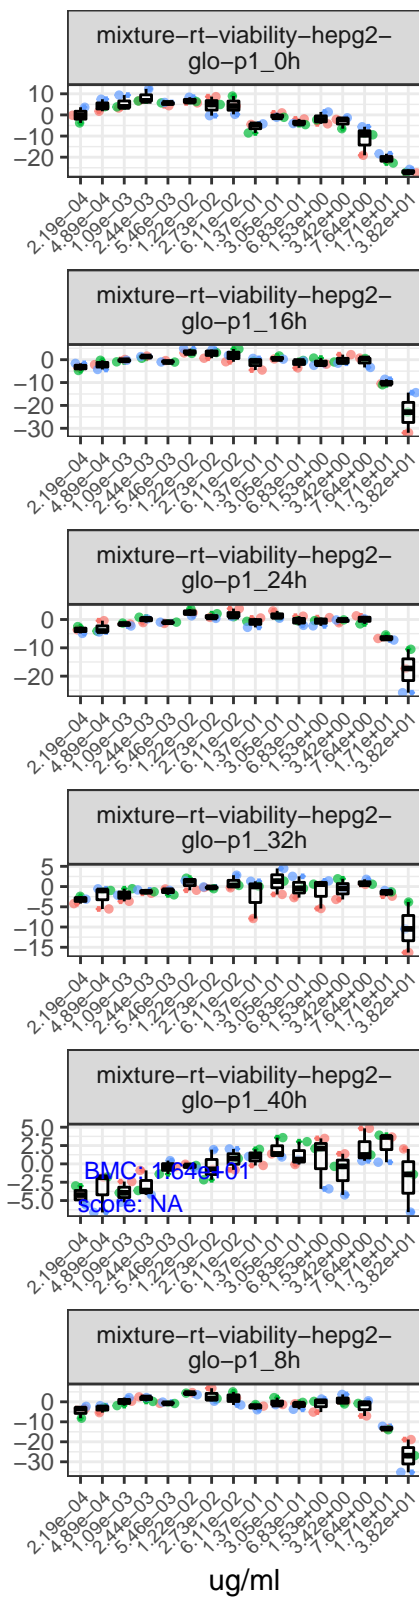 mixture−rt−viability−hepg2−
glo−p1_0h
10
0
−10
−20
2.19e−04
4.89e−04
1.09e−03
2.44e−03
5.46e−03
1.22e−02
2.73e−02
6.11e−02
1.37e−01
3.05e−01
6.83e−01
1.53e+00
3.42e+00
7.64e+00
1.71e+01
3.82e+01
mixture−rt−viability−hepg2−
glo−p1_16h
0
−10
−20
−30
2.19e−04
4.89e−04
1.09e−03
2.44e−03
5.46e−03
1.22e−02
2.73e−02
6.11e−02
1.37e−01
3.05e−01
6.83e−01
1.53e+00
3.42e+00
7.64e+00
1.71e+01
3.82e+01
mixture−rt−viability−hepg2−
glo−p1_24h
0
−10
−20
2.19e−04
4.89e−04
1.09e−03
2.44e−03
5.46e−03
1.22e−02
2.73e−02
6.11e−02
1.37e−01
3.05e−01
6.83e−01
1.53e+00
3.42e+00
7.64e+00
1.71e+01
3.82e+01
mixture−rt−viability−hepg2−
glo−p1_32h
5
0
−5
−10
−15
2.19e−04
4.89e−04
1.09e−03
2.44e−03
5.46e−03
1.22e−02
2.73e−02
6.11e−02
1.37e−01
3.05e−01
6.83e−01
1.53e+00
3.42e+00
7.64e+00
1.71e+01
3.82e+01
mixture−rt−viability−hepg2−
glo−p1_40h
5.0
2.5
0.0
−2.5
−5.0
BMC: 1.64e+01
score: NA
2.19e−04
4.89e−04
1.09e−03
2.44e−03
5.46e−03
1.22e−02
2.73e−02
6.11e−02
1.37e−01
3.05e−01
6.83e−01
1.53e+00
3.42e+00
7.64e+00
1.71e+01
3.82e+01
mixture−rt−viability−hepg2−
glo−p1_8h
0
−10
−20
−30
2.19e−04
4.89e−04
1.09e−03
2.44e−03
5.46e−03
1.22e−02
2.73e−02
6.11e−02
1.37e−01
3.05e−01
6.83e−01
1.53e+00
3.42e+00
7.64e+00
1.71e+01
3.82e+01
ug/ml